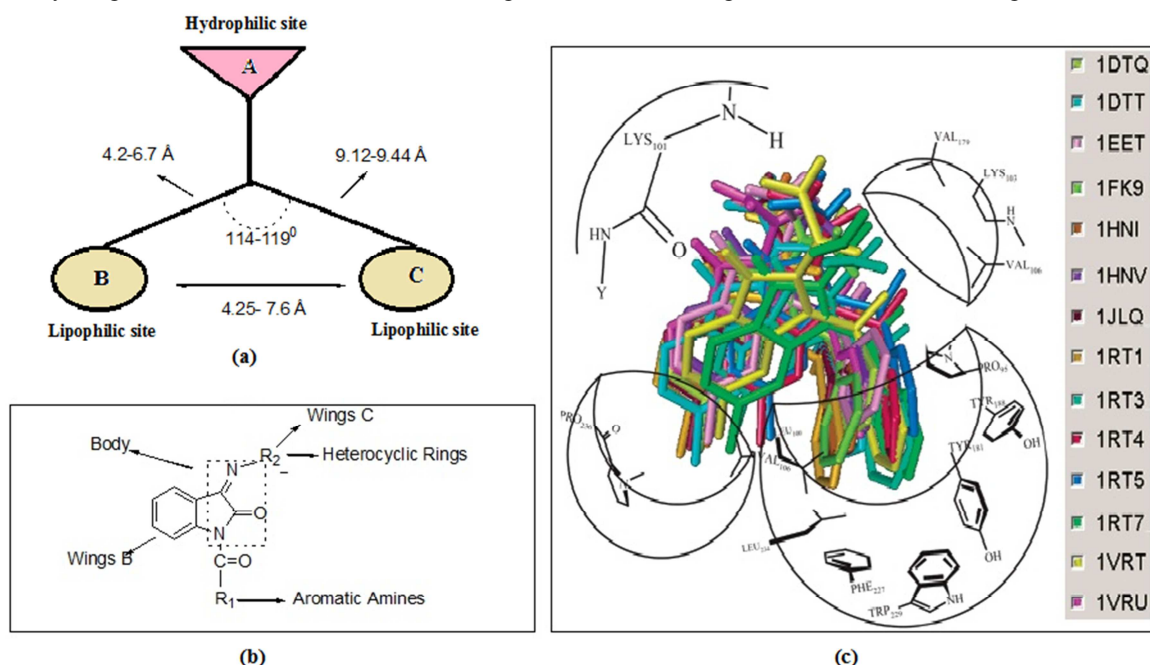 Hydrophilic site
A
4.2-6.7 Å
9.12-9.44 Å
114-119⁰
B
C
4.25- 7.6 Å
Lipophilic site
Lipophilic site
(a)
Wings C
Body
N
R₂
Heterocyclic Rings
O
N
Wings B
C=O
R₁
Aromatic Amines
(b)
LYS₁₀₁
N
H
HN
O
Y
VAL₁₇₉
LYS₁₀₃
H
N
VAL₁₀₆
PRO₉₅
TYR₁₈₈
OH
TYR₁₈₁
OH
O
VAL₁₀₆
LEU₂₃₄
PHE₂₂₇
TRP₂₂₉
NH
1DTQ
1DTT
1EET
1FK9
1HNI
1HNV
1JLQ
1RT1
1RT3
1RT4
1RT5
1RT7
1VRT
1VRU
(c)